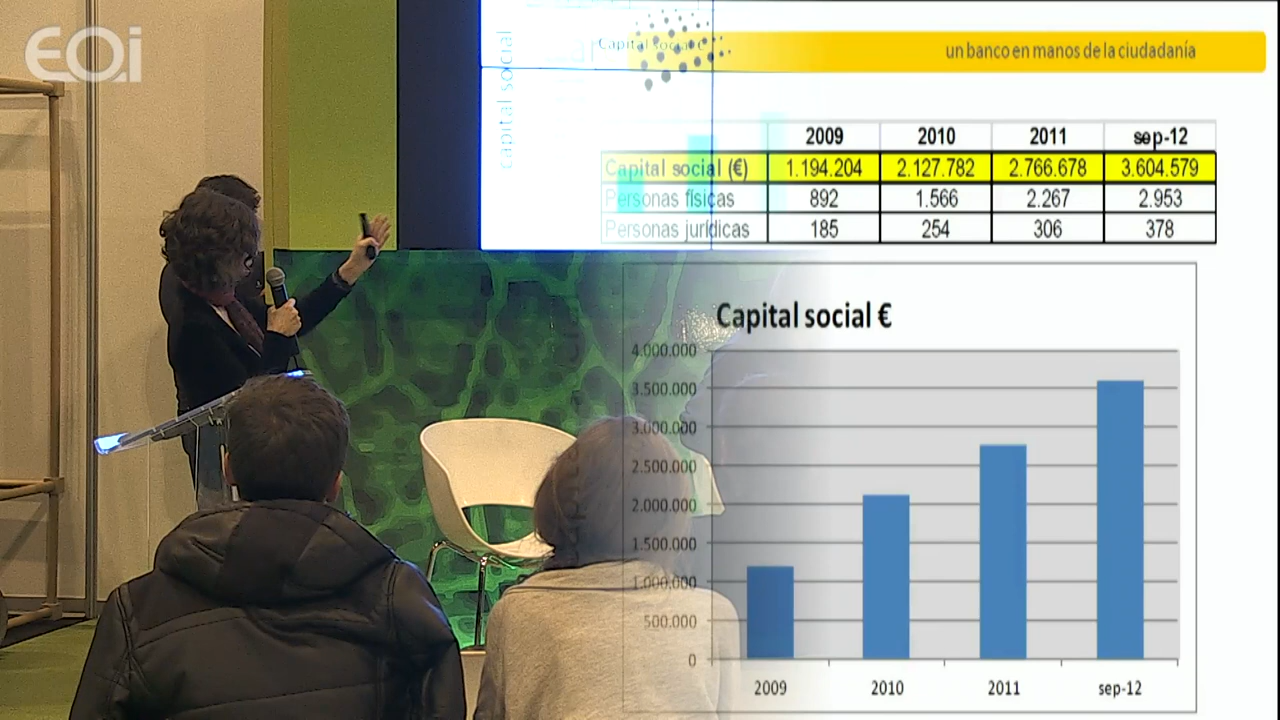 EOi
Capital social €
un banco en manos de la ciudadanía
capital social
2009 2010 2011 sep-12
Capital social (€) 1.194.204 2.127.782 2.766.678 3.604.579
Personas físicas 892 1.566 2.267 2.953
Personas jurídicas 185 254 306 378
Capital social €
4.000.000
3.500.000
3.000.000
2.500.000
2.000.000
1.500.000
1.000.000
500.000
0
2009 2010 2011 sep-12